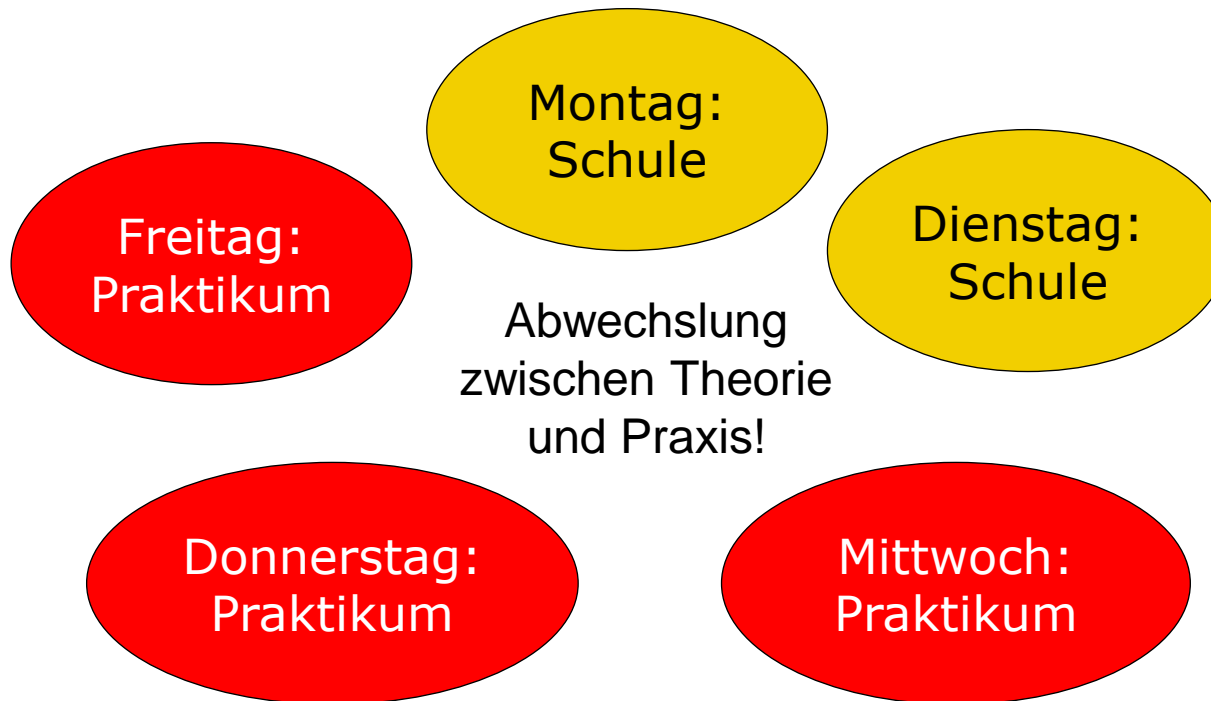 Montag:
Schule
Dienstag:
Schule
Mittwoch:
Praktikum
Donnerstag:
Praktikum
Freitag:
Praktikum
Abwechslung
zwischen Theorie
und Praxis!